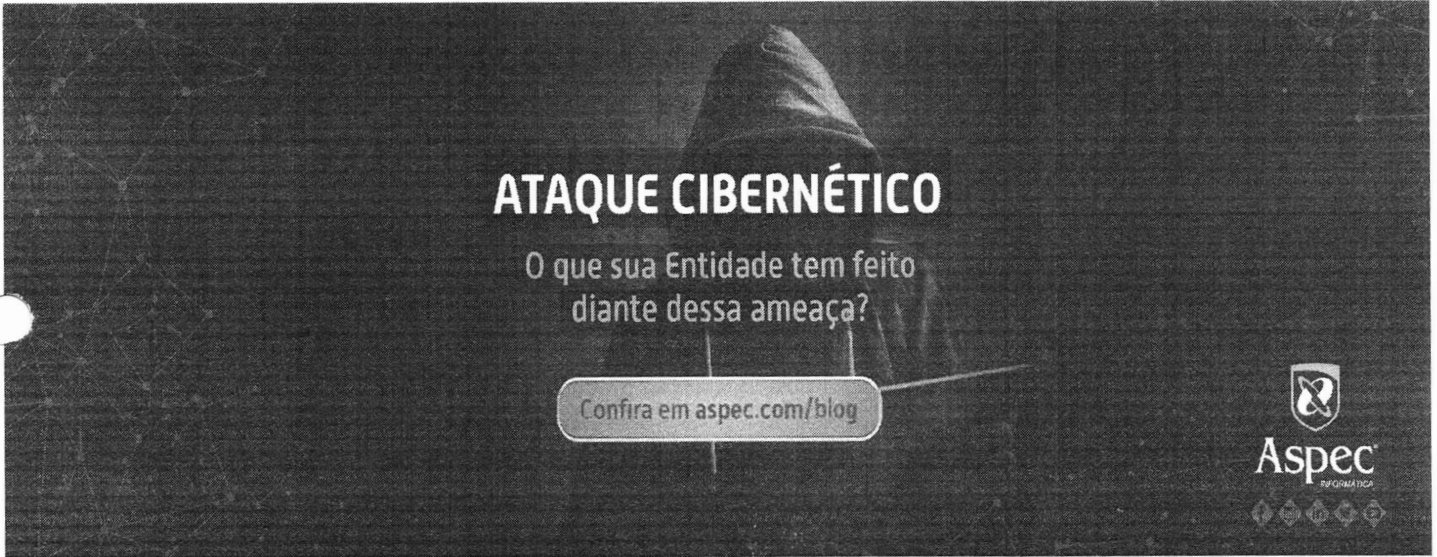 ATAQUE CIBERNÉTICO
O que sua Entidade tem feito
diante dessa ameaça?
Confira em aspec.com/blog
Aspec
INFORMÁTICA